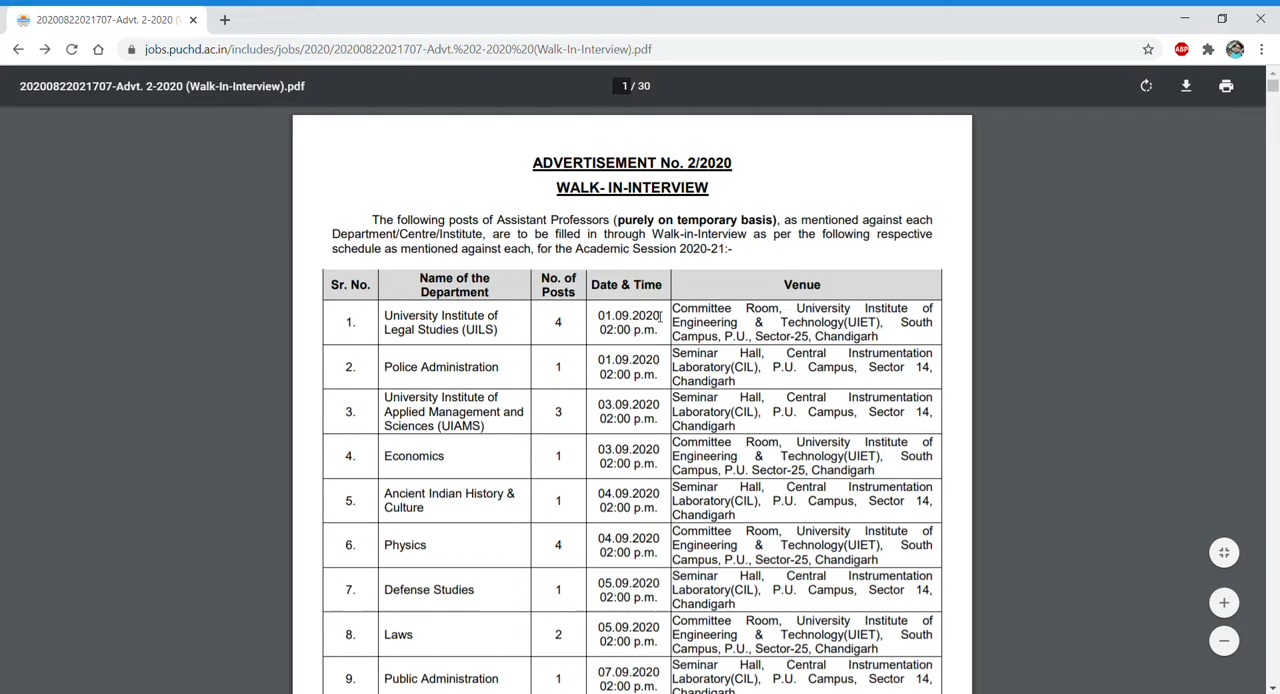 20200822021707-Advt. 2-2020 (
jobs.puchd.ac.in/includes/jobs/2020/20200822021707-Advt.%202-2020%20(Walk-In-Interview).pdf
ABP
20200822021707-Advt. 2-2020 (Walk-In-Interview).pdf
1 / 30
ADVERTISEMENT No. 2/2020
WALK- IN-INTERVIEW
The following posts of Assistant Professors (purely on temporary basis), as mentioned against each
Department/Centre/Institute, are to be filled in through Walk-in-Interview as per the following respective
schedule as mentioned against each, for the Academic Session 2020-21:-
Sr. No. Name of the Department No. of Posts Date & Time Venue
1. University Institute of Legal Studies (UILS) 4 01.09.2020 02:00 p.m. Committee Room, University Institute of Engineering & Technology(UIET), South Campus, P.U., Sector-25, Chandigarh
2. Police Administration 1 01.09.2020 02:00 p.m. Seminar Hall, Central Instrumentation Laboratory(CIL), P.U. Campus, Sector 14, Chandigarh
3. University Institute of Applied Management and Sciences (UIAMS) 3 03.09.2020 02:00 p.m. Seminar Hall, Central Instrumentation Laboratory(CIL), P.U. Campus, Sector 14, Chandigarh
4. Economics 1 03.09.2020 02:00 p.m. Committee Room, University Institute of Engineering & Technology(UIET), South Campus, P.U. Sector-25, Chandigarh
5. Ancient Indian History & Culture 1 04.09.2020 02:00 p.m. Seminar Hall, Central Instrumentation Laboratory(CIL), P.U. Campus, Sector 14, Chandigarh
6. Physics 4 04.09.2020 02:00 p.m. Committee Room, University Institute of Engineering & Technology(UIET), South Campus, P.U., Sector-25, Chandigarh
7. Defense Studies 1 05.09.2020 02:00 p.m. Seminar Hall, Central Instrumentation Laboratory(CIL), P.U. Campus, Sector 14, Chandigarh
8. Laws 2 05.09.2020 02:00 p.m. Committee Room, University Institute of Engineering & Technology(UIET), South Campus, P.U., Sector-25, Chandigarh
9. Public Administration 1 07.09.2020 02:00 p.m. Seminar Hall, Central Instrumentation Laboratory(CIL), P.U. Campus, Sector 14, Chandigarh